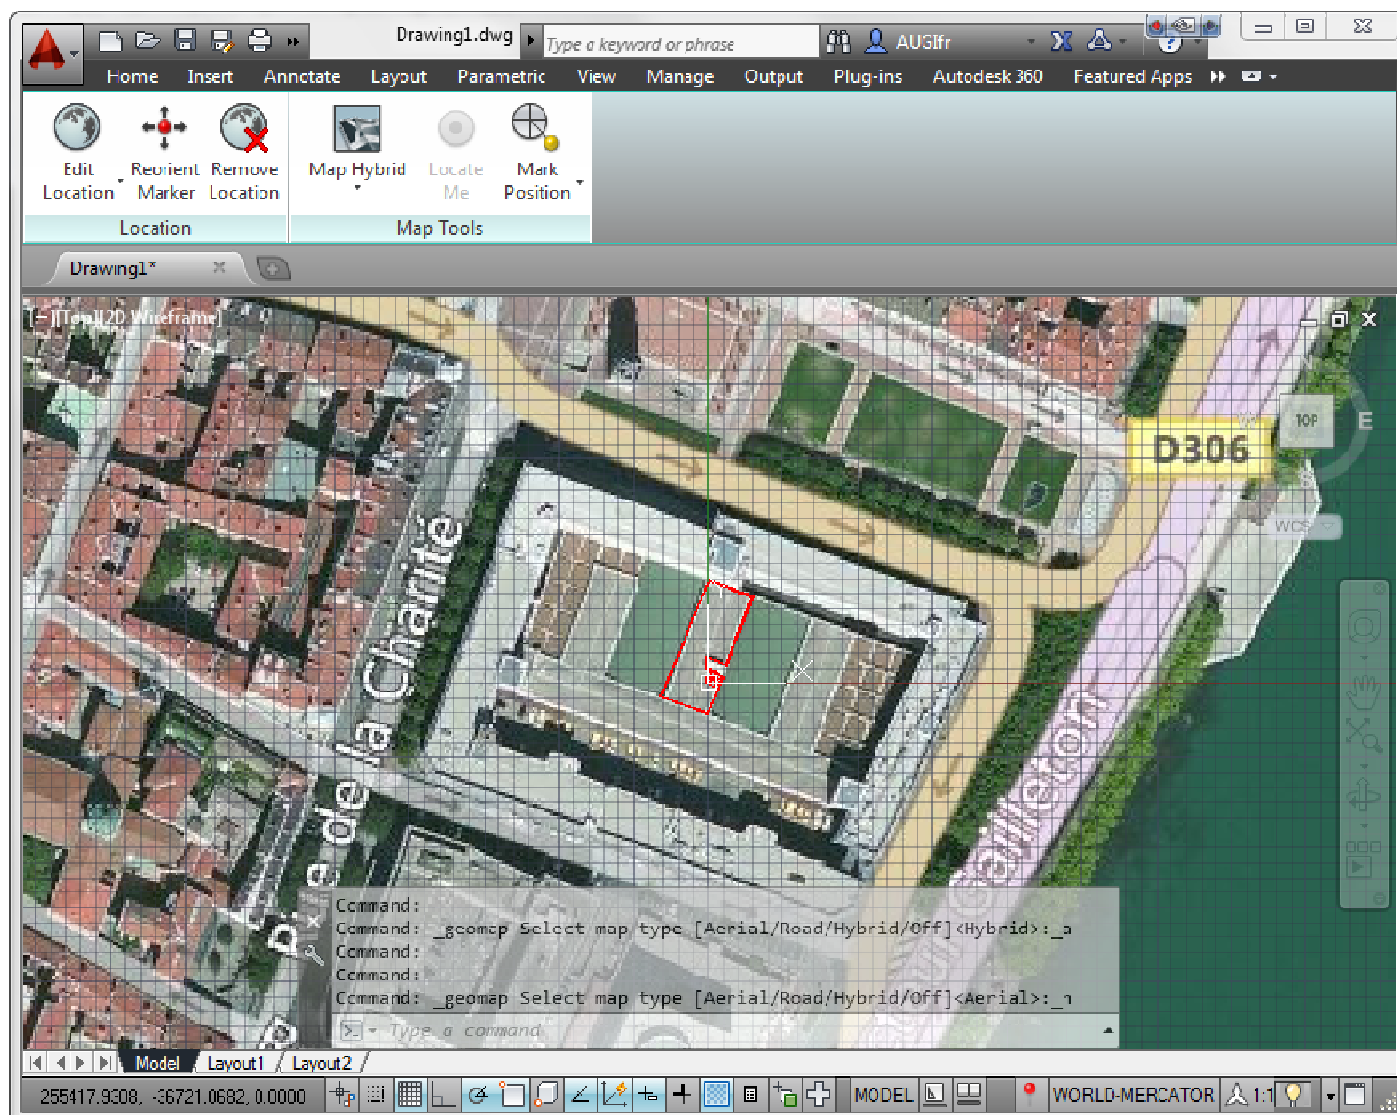 Drawing1.dwg
Type a keyword or phrase
AUGIfr
Home Insert Annotate Layout Parametric View Manage Output Plug-ins Autodesk 360 Featured Apps
Edit Location
Reorient Marker
Remove Location
Map Hybrid
Locate Me
Mark Position
Location
Map Tools
Drawing1*
[−][Top][2D Wireframe]
D306
TOP
W
E
WCS
de la Charité
Gailleton
Command:
Command: _geomap Select map type [Aerial/Road/Hybrid/Off]<Hybrid>:_a
Command:
Command:
Command: _geomap Select map type [Aerial/Road/Hybrid/Off]<Aerial>:_h
Type a command
Model Layout1 Layout2
255417.9308, -36721.0682, 0.0000
MODEL
WORLD-MERCATOR
1:1